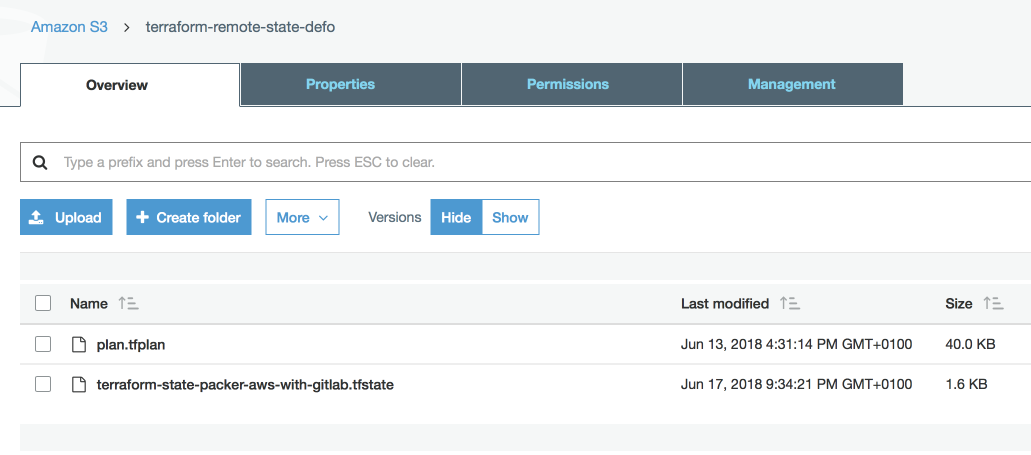 Amazon S3 > terraform-remote-state-defo
Overview Properties Permissions Management
Type a prefix and press Enter to search. Press ESC to clear.
Upload + Create folder More Versions Hide Show
Name Last modified Size
plan.tfplan Jun 13, 2018 4:31:14 PM GMT+0100 40.0 KB
terraform-state-packer-aws-with-gitlab.tfstate Jun 17, 2018 9:34:21 PM GMT+0100 1.6 KB